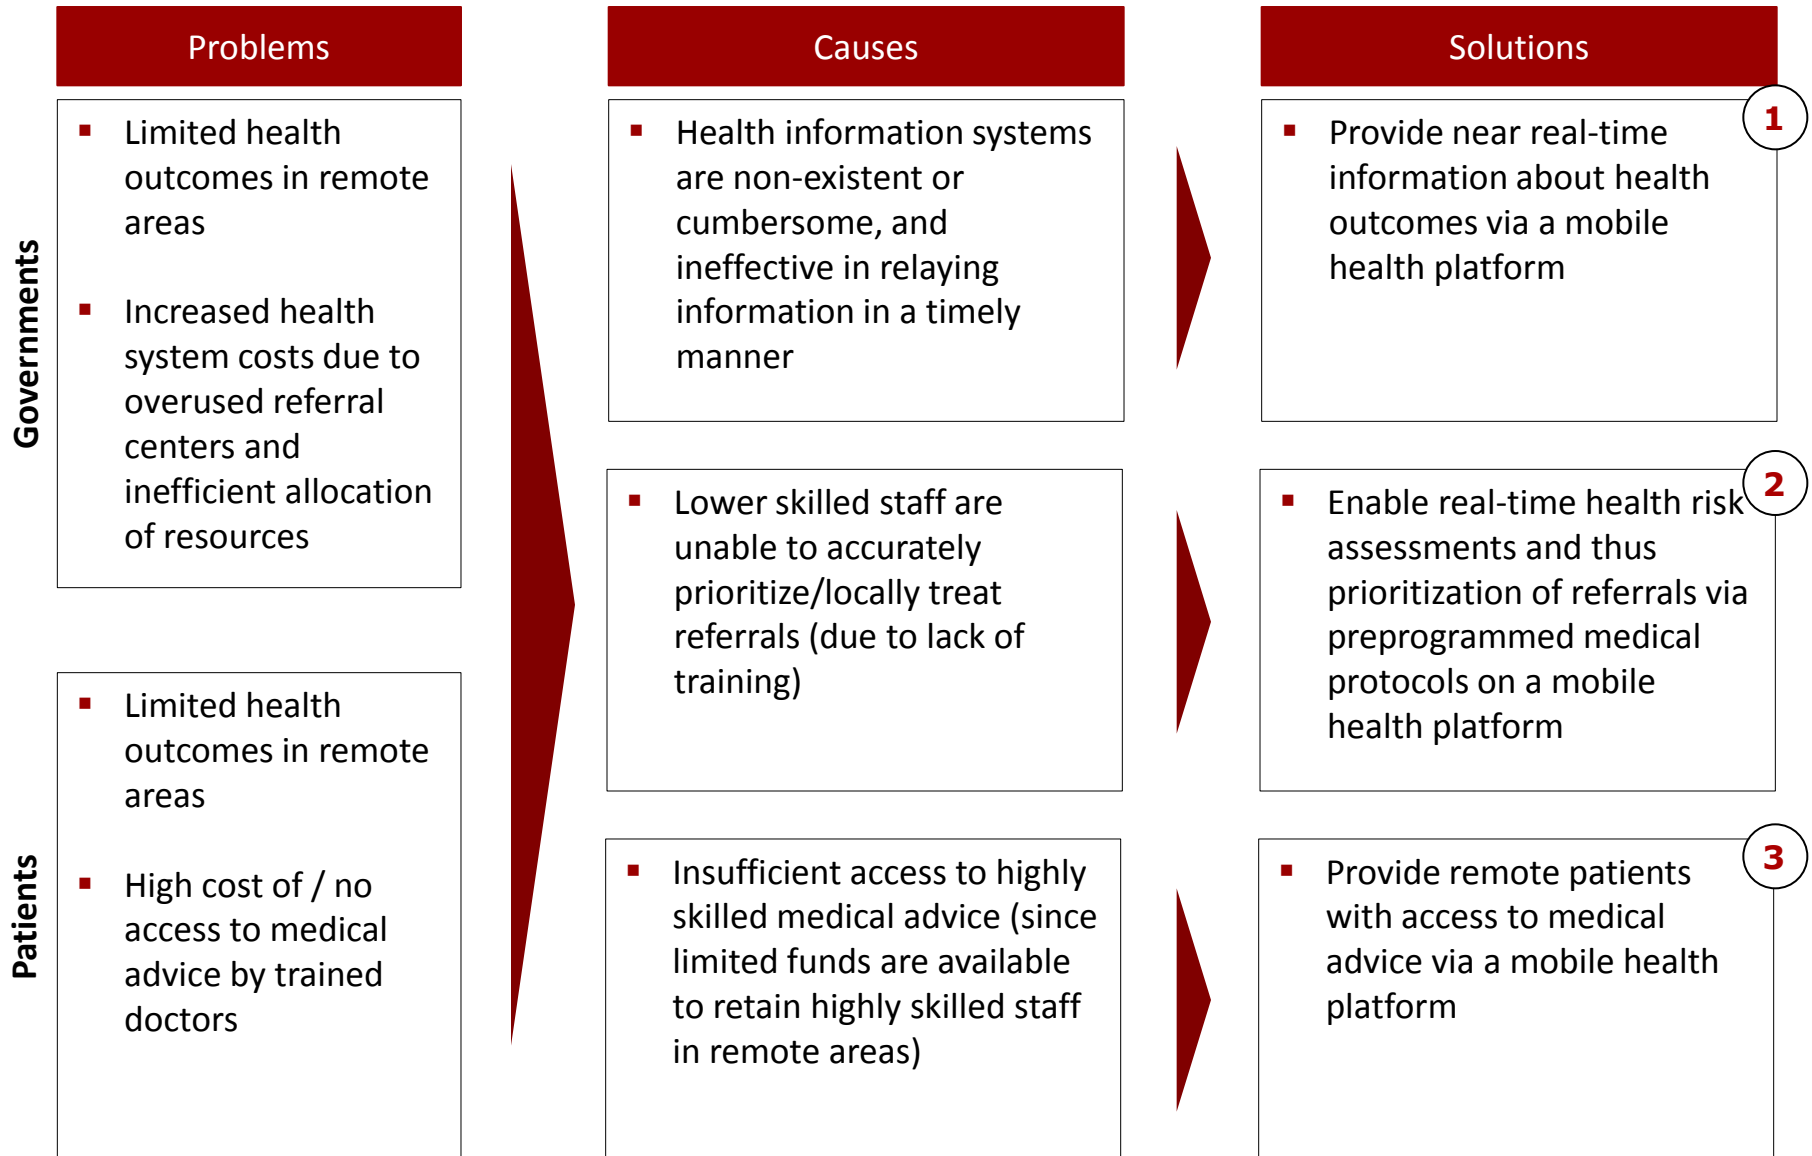 Problems
Causes
Solutions
Governments
▪ Limited health
outcomes in remote
areas
▪ Increased health
system costs due to
overused referral
centers and
inefficient allocation
of resources
Patients
▪ Limited health
outcomes in remote
areas
▪ High cost of / no
access to medical
advice by trained
doctors
▪ Health information systems
are non-existent or
cumbersome, and
ineffective in relaying
information in a timely
manner
▪ Lower skilled staff are
unable to accurately
prioritize/locally treat
referrals (due to lack of
training)
▪ Insufficient access to highly
skilled medical advice (since
limited funds are available
to retain highly skilled staff
in remote areas)
1
▪ Provide near real-time
information about health
outcomes via a mobile
health platform
2
▪ Enable real-time health risk
assessments and thus
prioritization of referrals via
preprogrammed medical
protocols on a mobile
health platform
3
▪ Provide remote patients
with access to medical
advice via a mobile health
platform